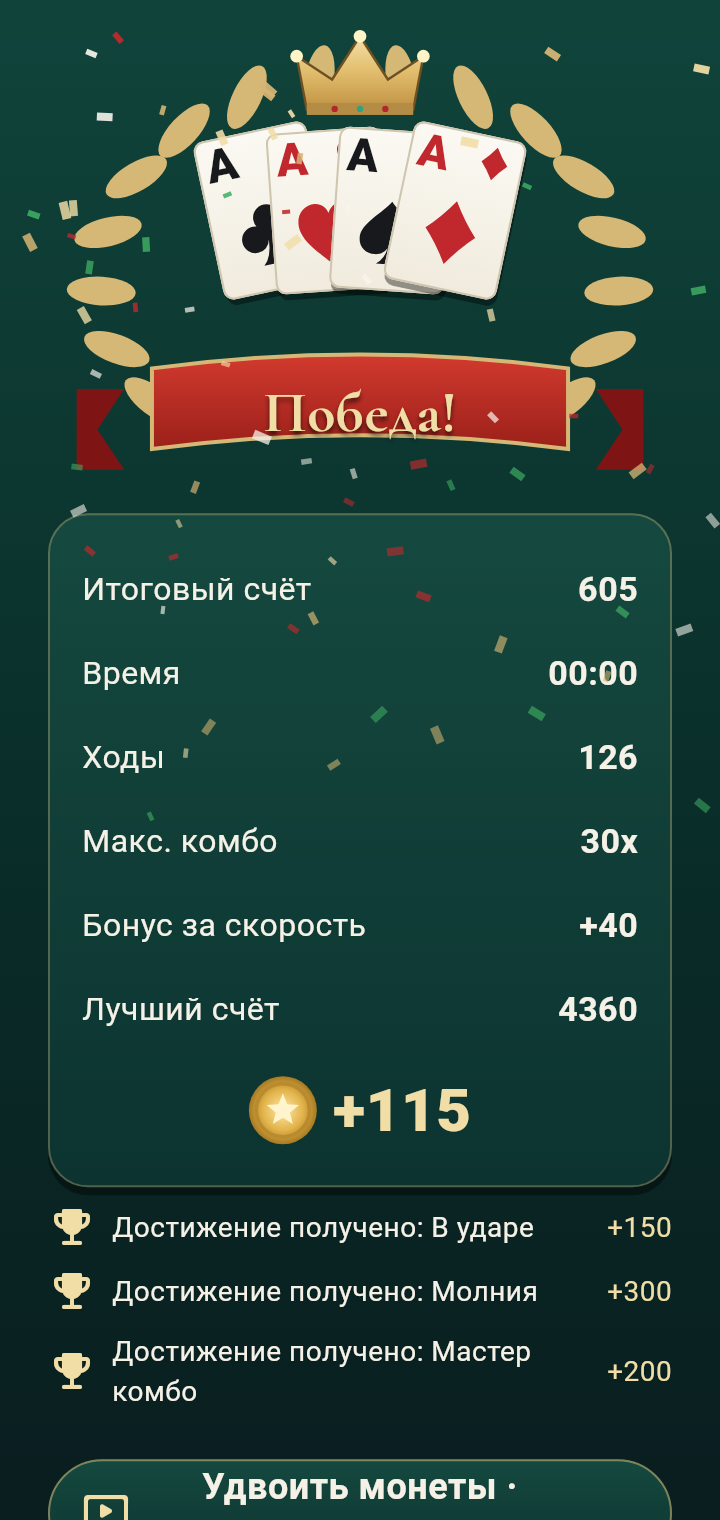 A A A A
Победа!
Итоговый счёт 605
Время 00:00
Ходы 126
Макс. комбо 30x
Бонус за скорость +40
Лучший счёт 4360
+115
Достижение получено: В ударе +150
Достижение получено: Молния +300
Достижение получено: Мастер
комбо +200
Удвоить монеты ·